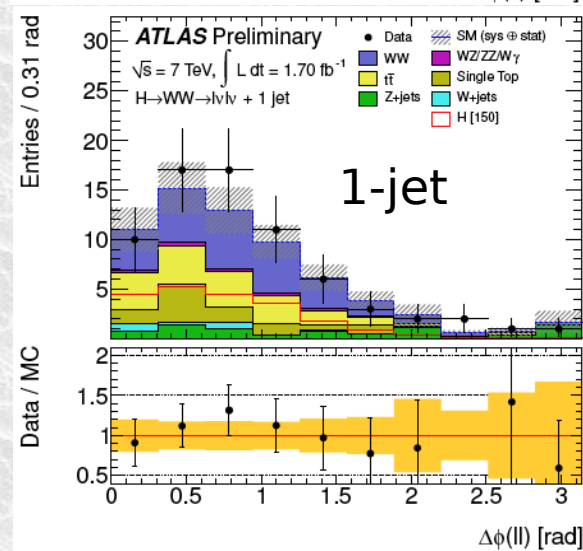 ATLAS Preliminary
√s = 7 TeV, ∫ L dt = 1.70 fb⁻¹
H→WW→lνlν + 1 jet
Data
SM (sys ⊕ stat)
WW
WZ/ZZ/Wγ
tt̅
Single Top
Z+jets
W+jets
H [150]
1-jet
Entries / 0.31 rad
30
25
20
15
10
5
Data / MC
2
1.5
1
0.5
0 0.5 1 1.5 2 2.5 3
Δϕ(ll) [rad]